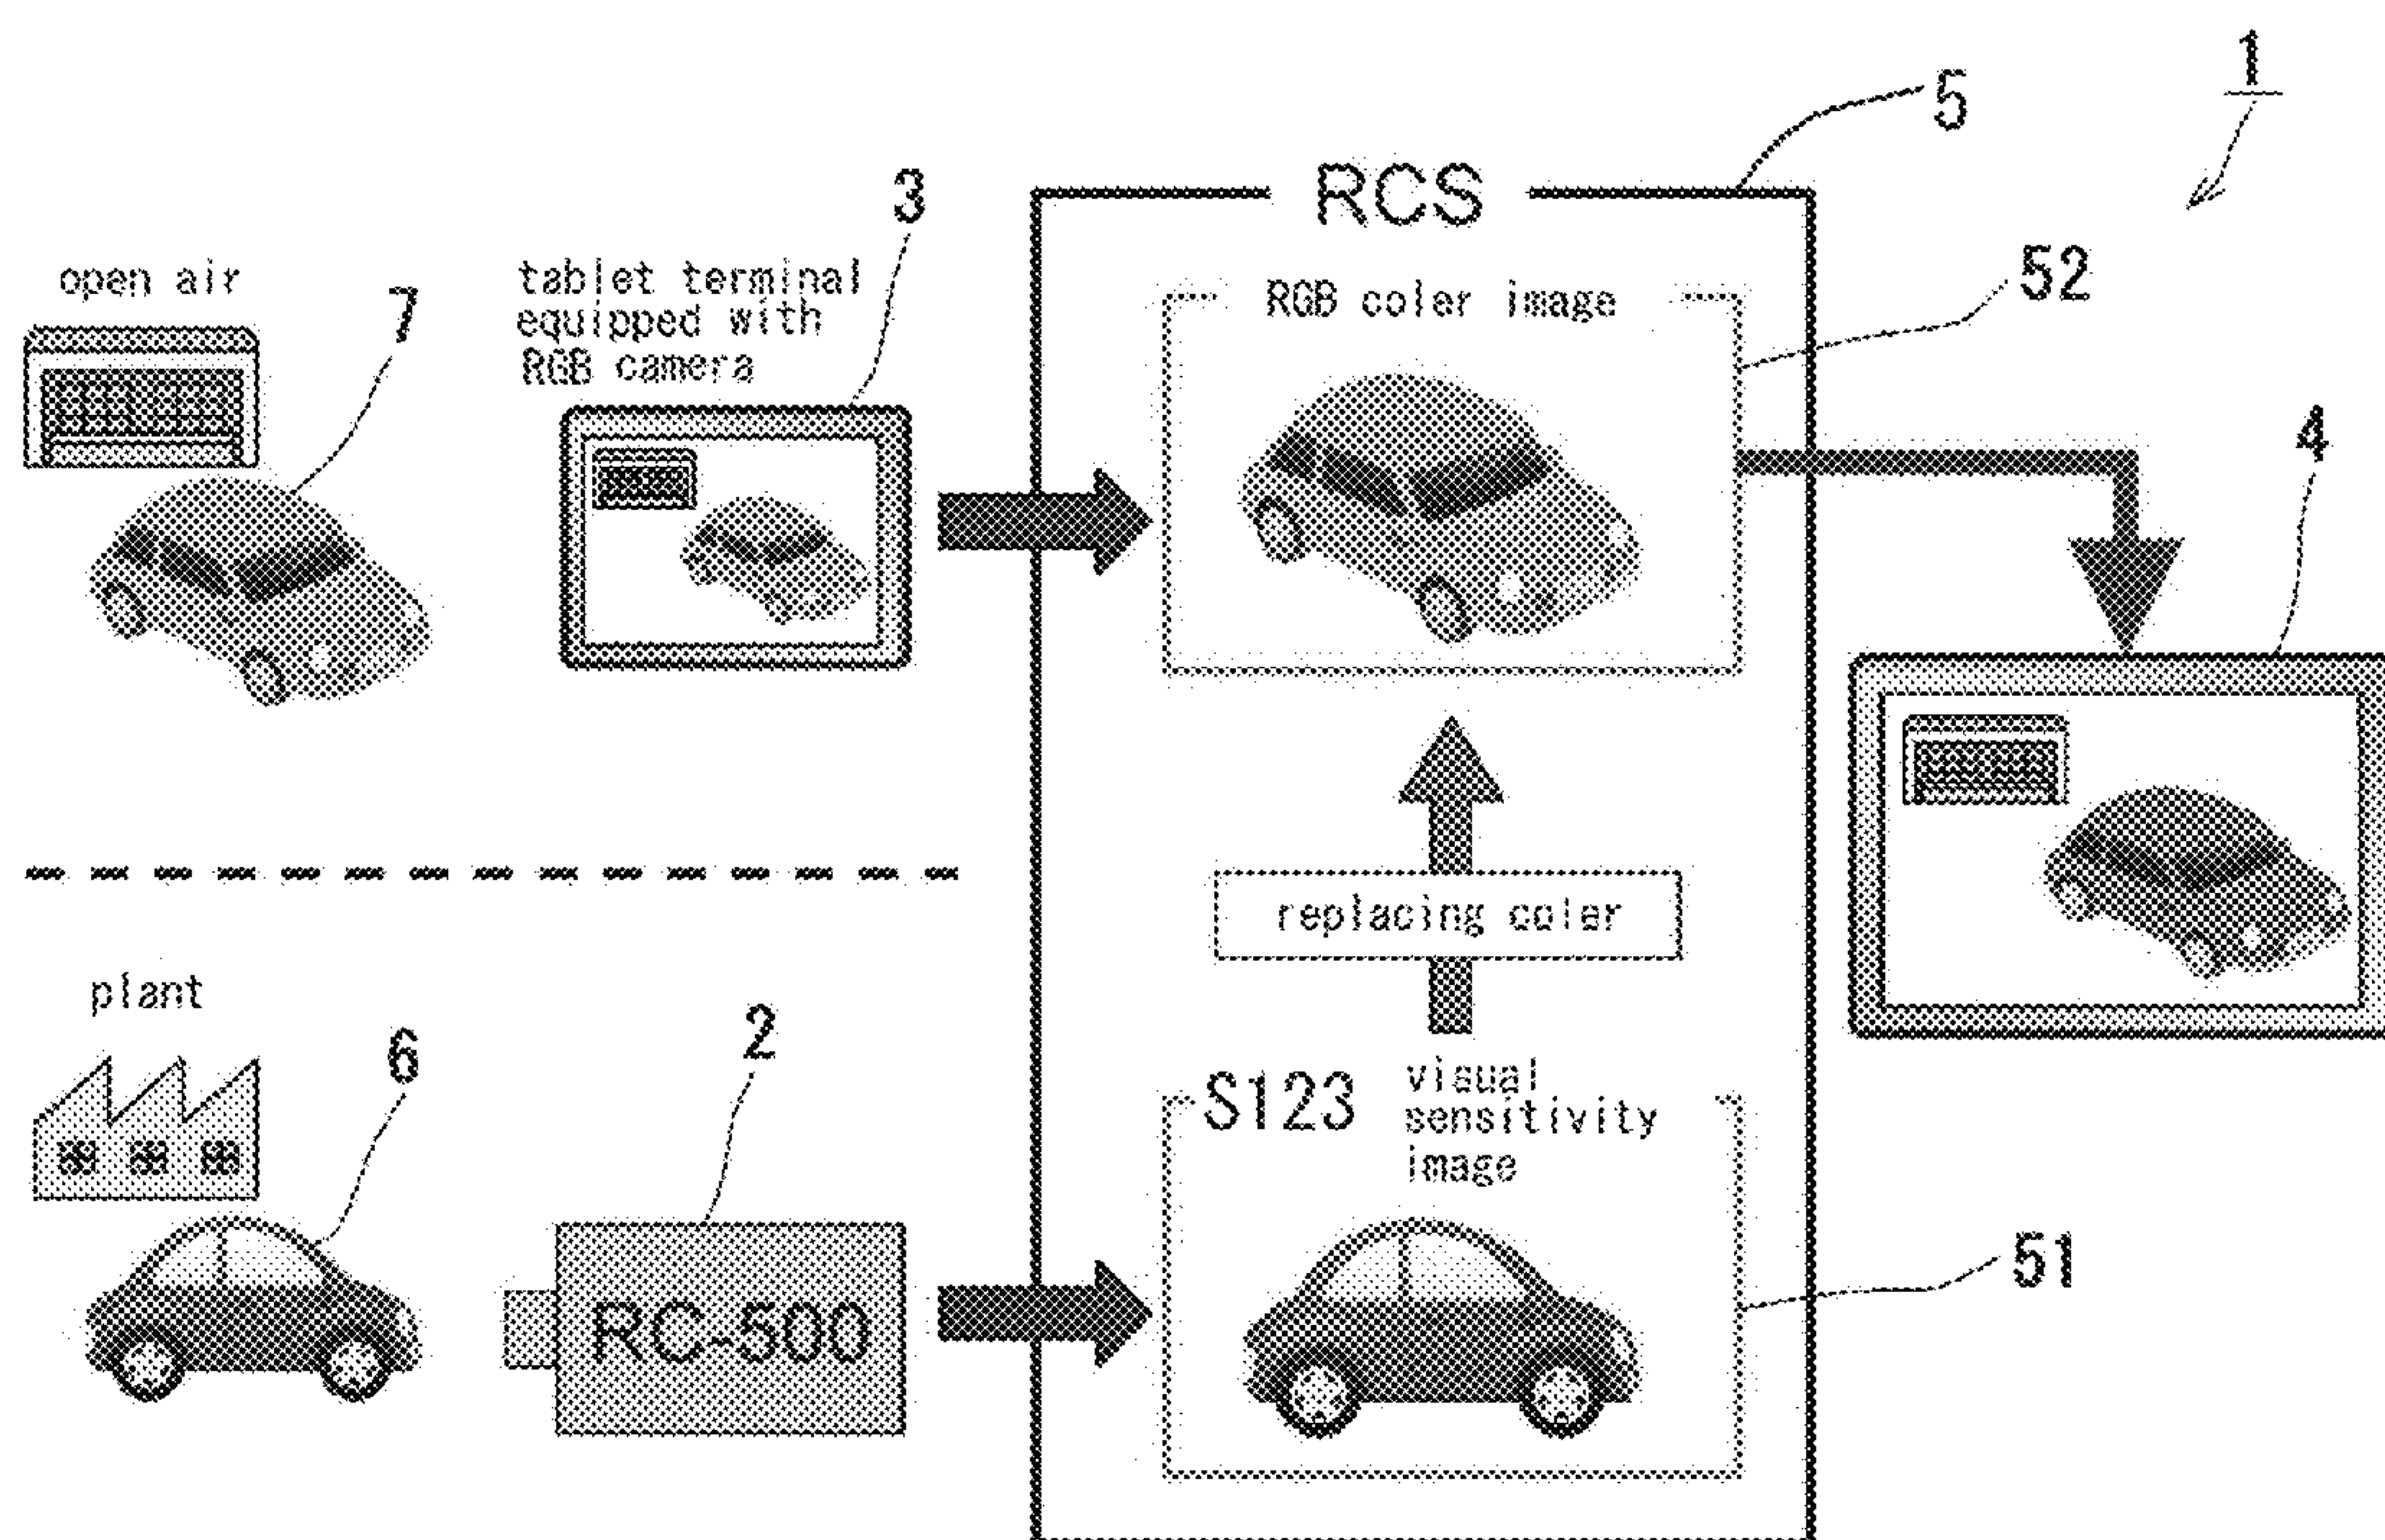 1
5
RCS
3
52
open air
7
tablet terminal
equipped with
RGB camera
RGB coler image
4
replacing coler
plant
6
2
S123
visual
sensitivity
image
51
RC-500